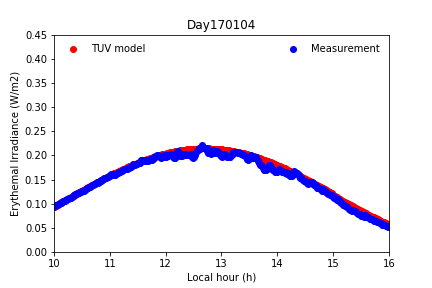 Day170104
TUV model
Measurement
Erythemal Irradiance (W/m2)
0.45
0.40
0.35
0.30
0.25
0.20
0.15
0.10
0.05
0.00
10 11 12 13 14 15 16
Local hour (h)